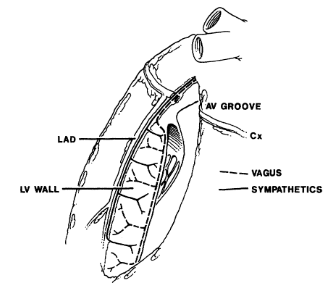 AV GROOVE
Cx
LAD
VAGUS
LV WALL
SYMPATHETICS